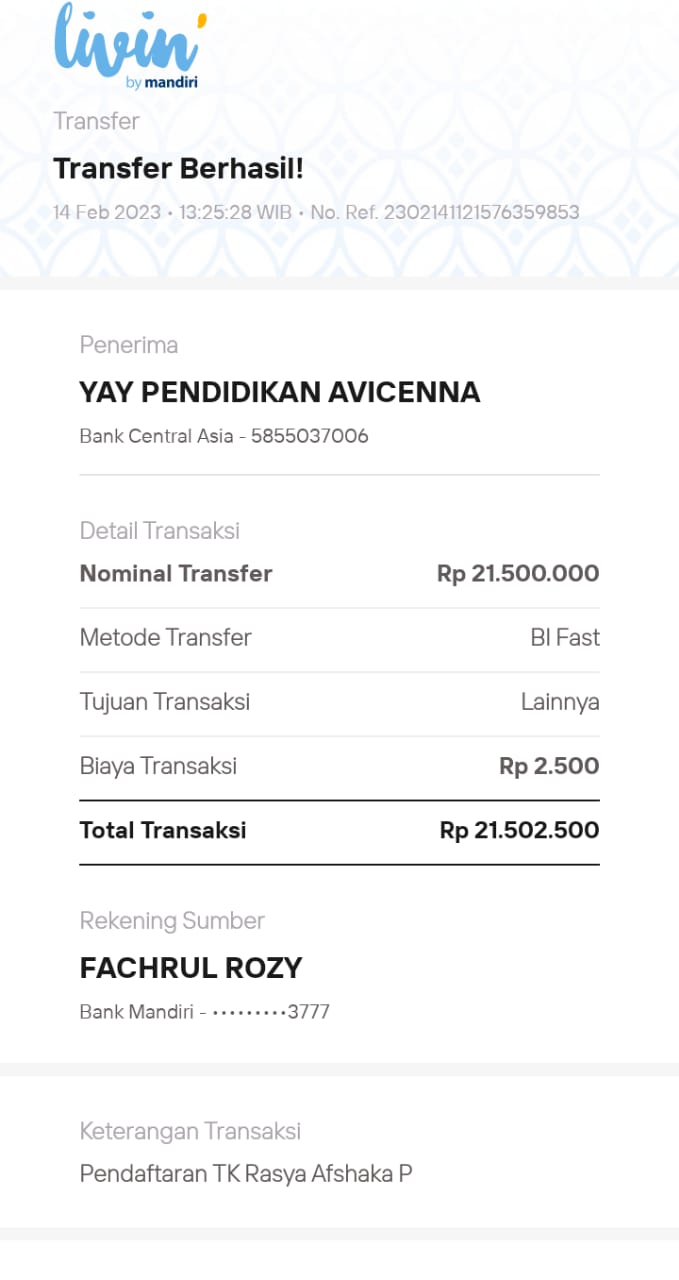 livin'
by mandiri
Transfer
Transfer Berhasil!
14 Feb 2023 • 13:25:28 WIB • No. Ref. 2302141121576359853
Penerima
YAY PENDIDIKAN AVICENNA
Bank Central Asia - 5855037006
Detail Transaksi
Nominal Transfer Rp 21.500.000
Metode Transfer BI Fast
Tujuan Transaksi Lainnya
Biaya Transaksi Rp 2.500
Total Transaksi Rp 21.502.500
Rekening Sumber
FACHRUL ROZY
Bank Mandiri - •••••••••3777
Keterangan Transaksi
Pendaftaran TK Rasya Afshaka P